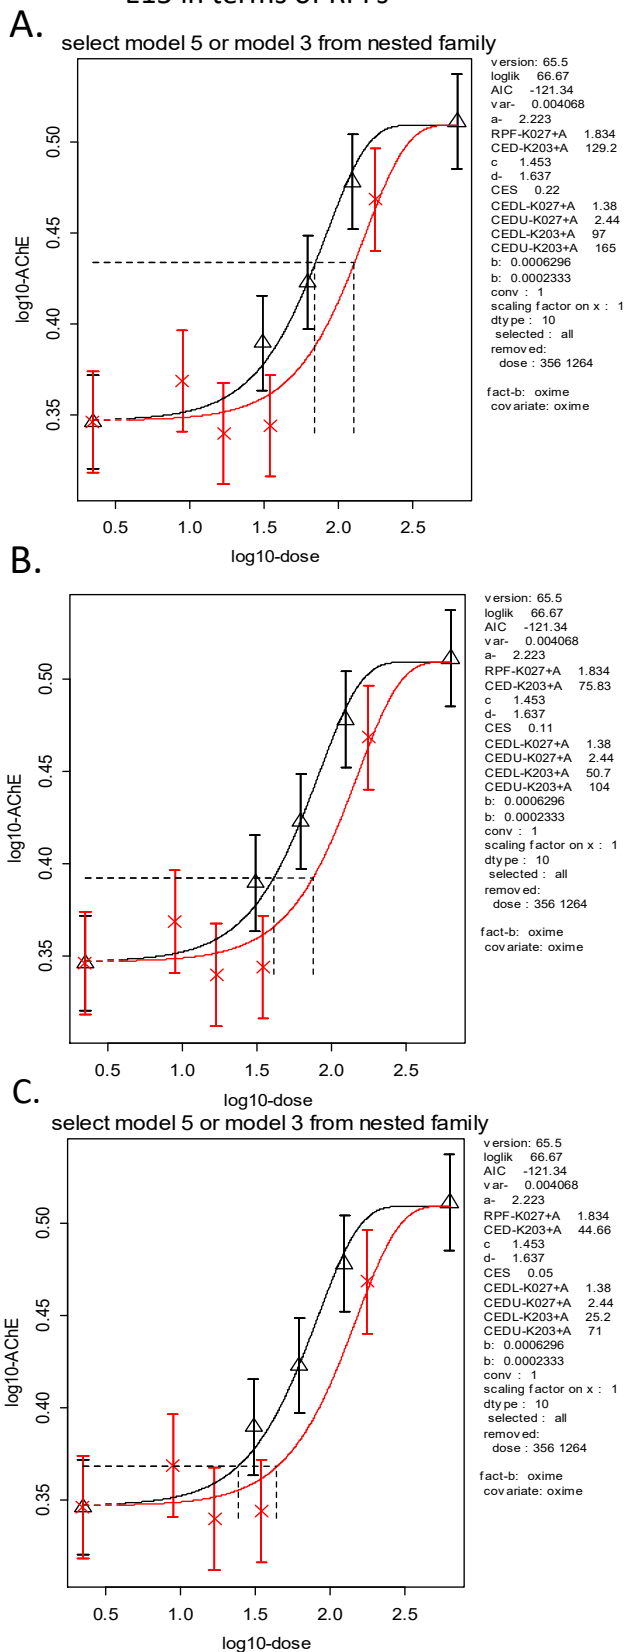 A.
select model 5 or model 3 from nested family
version: 65.5
loglik 66.67
AIC -121.34
var- 0.004068
a- 2.223
RPF-K027+A 1.834
CED-K203+A 129.2
c 1.453
d- 1.637
CES 0.22
CEDL-K027+A 1.38
CEDU-K027+A 2.44
CEDL-K203+A 97
CEDU-K203+A 165
b: 0.0006296
b: 0.0002333
conv : 1
scaling factor on x : 1
dtype : 10
selected : all
removed:
dose : 356 1264
fact-b: oxime
covariate: oxime
log10-AChE
0.50
0.45
0.40
0.35
0.5 1.0 1.5 2.0 2.5
log10-dose
B.
version: 65.5
loglik 66.67
AIC -121.34
var- 0.004068
a- 2.223
RPF-K027+A 1.834
CED-K203+A 75.83
c 1.453
d- 1.637
CES 0.11
CEDL-K027+A 1.38
CEDU-K027+A 2.44
CEDL-K203+A 50.7
CEDU-K203+A 104
b: 0.0006296
b: 0.0002333
conv : 1
scaling factor on x : 1
dtype : 10
selected : all
removed:
dose : 356 1264
fact-b: oxime
covariate: oxime
log10-AChE
0.50
0.45
0.40
0.35
0.5 1.0 1.5 2.0 2.5
log10-dose
C.
select model 5 or model 3 from nested family
version: 65.5
loglik 66.67
AIC -121.34
var- 0.004068
a- 2.223
RPF-K027+A 1.834
CED-K203+A 44.66
c 1.453
d- 1.637
CES 0.05
CEDL-K027+A 1.38
CEDU-K027+A 2.44
CEDL-K203+A 25.2
CEDU-K203+A 71
b: 0.0006296
b: 0.0002333
conv : 1
scaling factor on x : 1
dtype : 10
selected : all
removed:
dose : 356 1264
fact-b: oxime
covariate: oxime
log10-AChE
0.50
0.45
0.40
0.35
0.5 1.0 1.5 2.0 2.5
log10-dose